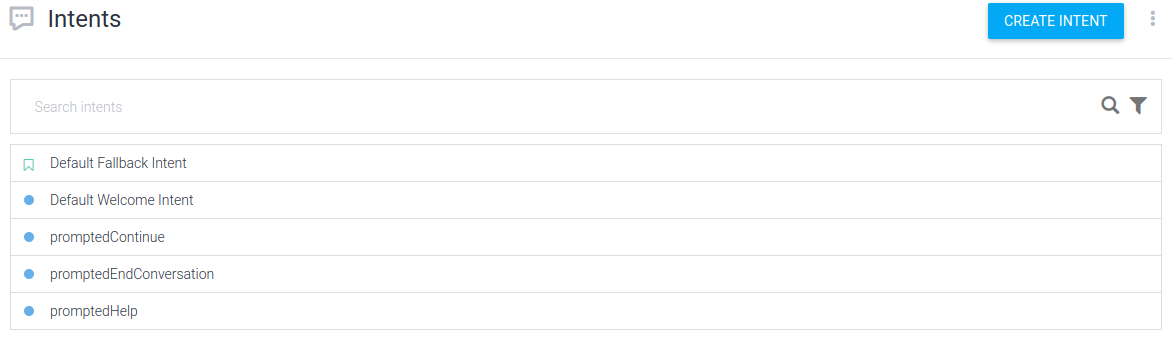 Intents
CREATE INTENT
Search intents
Default Fallback Intent
Default Welcome Intent
promptedContinue
promptedEndConversation
promptedHelp